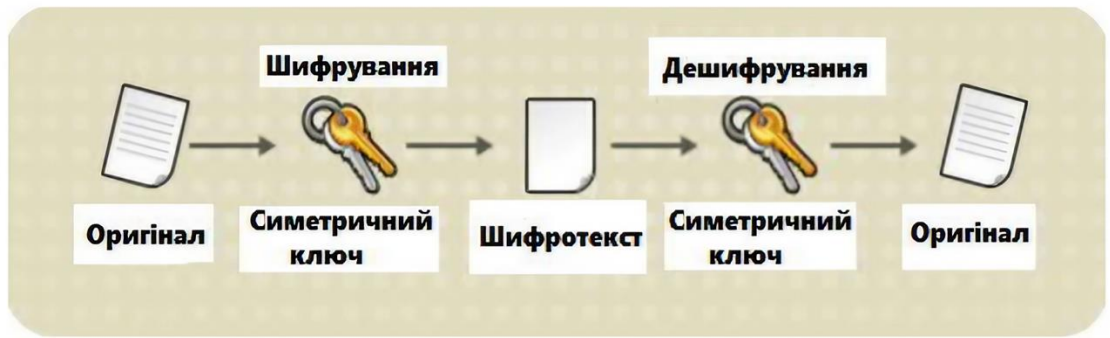 Шифрування
Дешифрування
Оригінал
Симетричний
ключ
Шифротекст
Симетричний
ключ
Оригінал